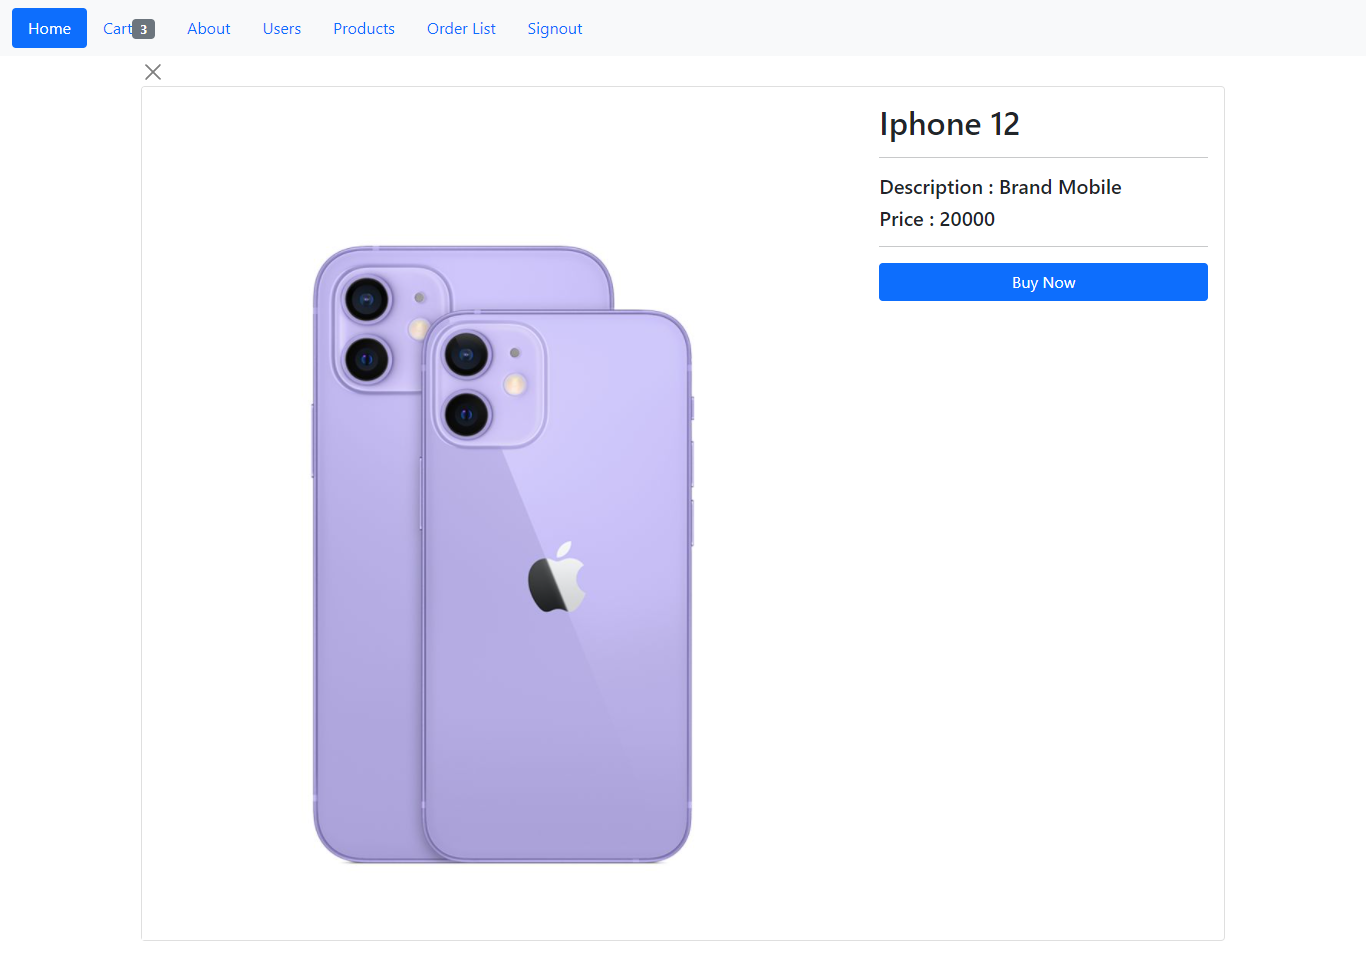 Home Cart 3 About Users Products Order List Signout
Iphone 12
Description : Brand Mobile
Price : 20000
Buy Now